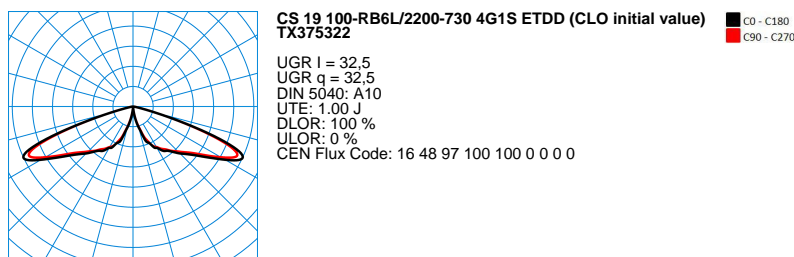 CS 19 100-RB6L/2200-730 4G1S ETDD (CLO initial value)
TX375322
UGR l = 32,5
UGR q = 32,5
DIN 5040: A10
UTE: 1.00 J
DLOR: 100 %
ULOR: 0 %
CEN Flux Code: 16 48 97 100 100 0 0 0 0
C0 - C180
C90 - C270